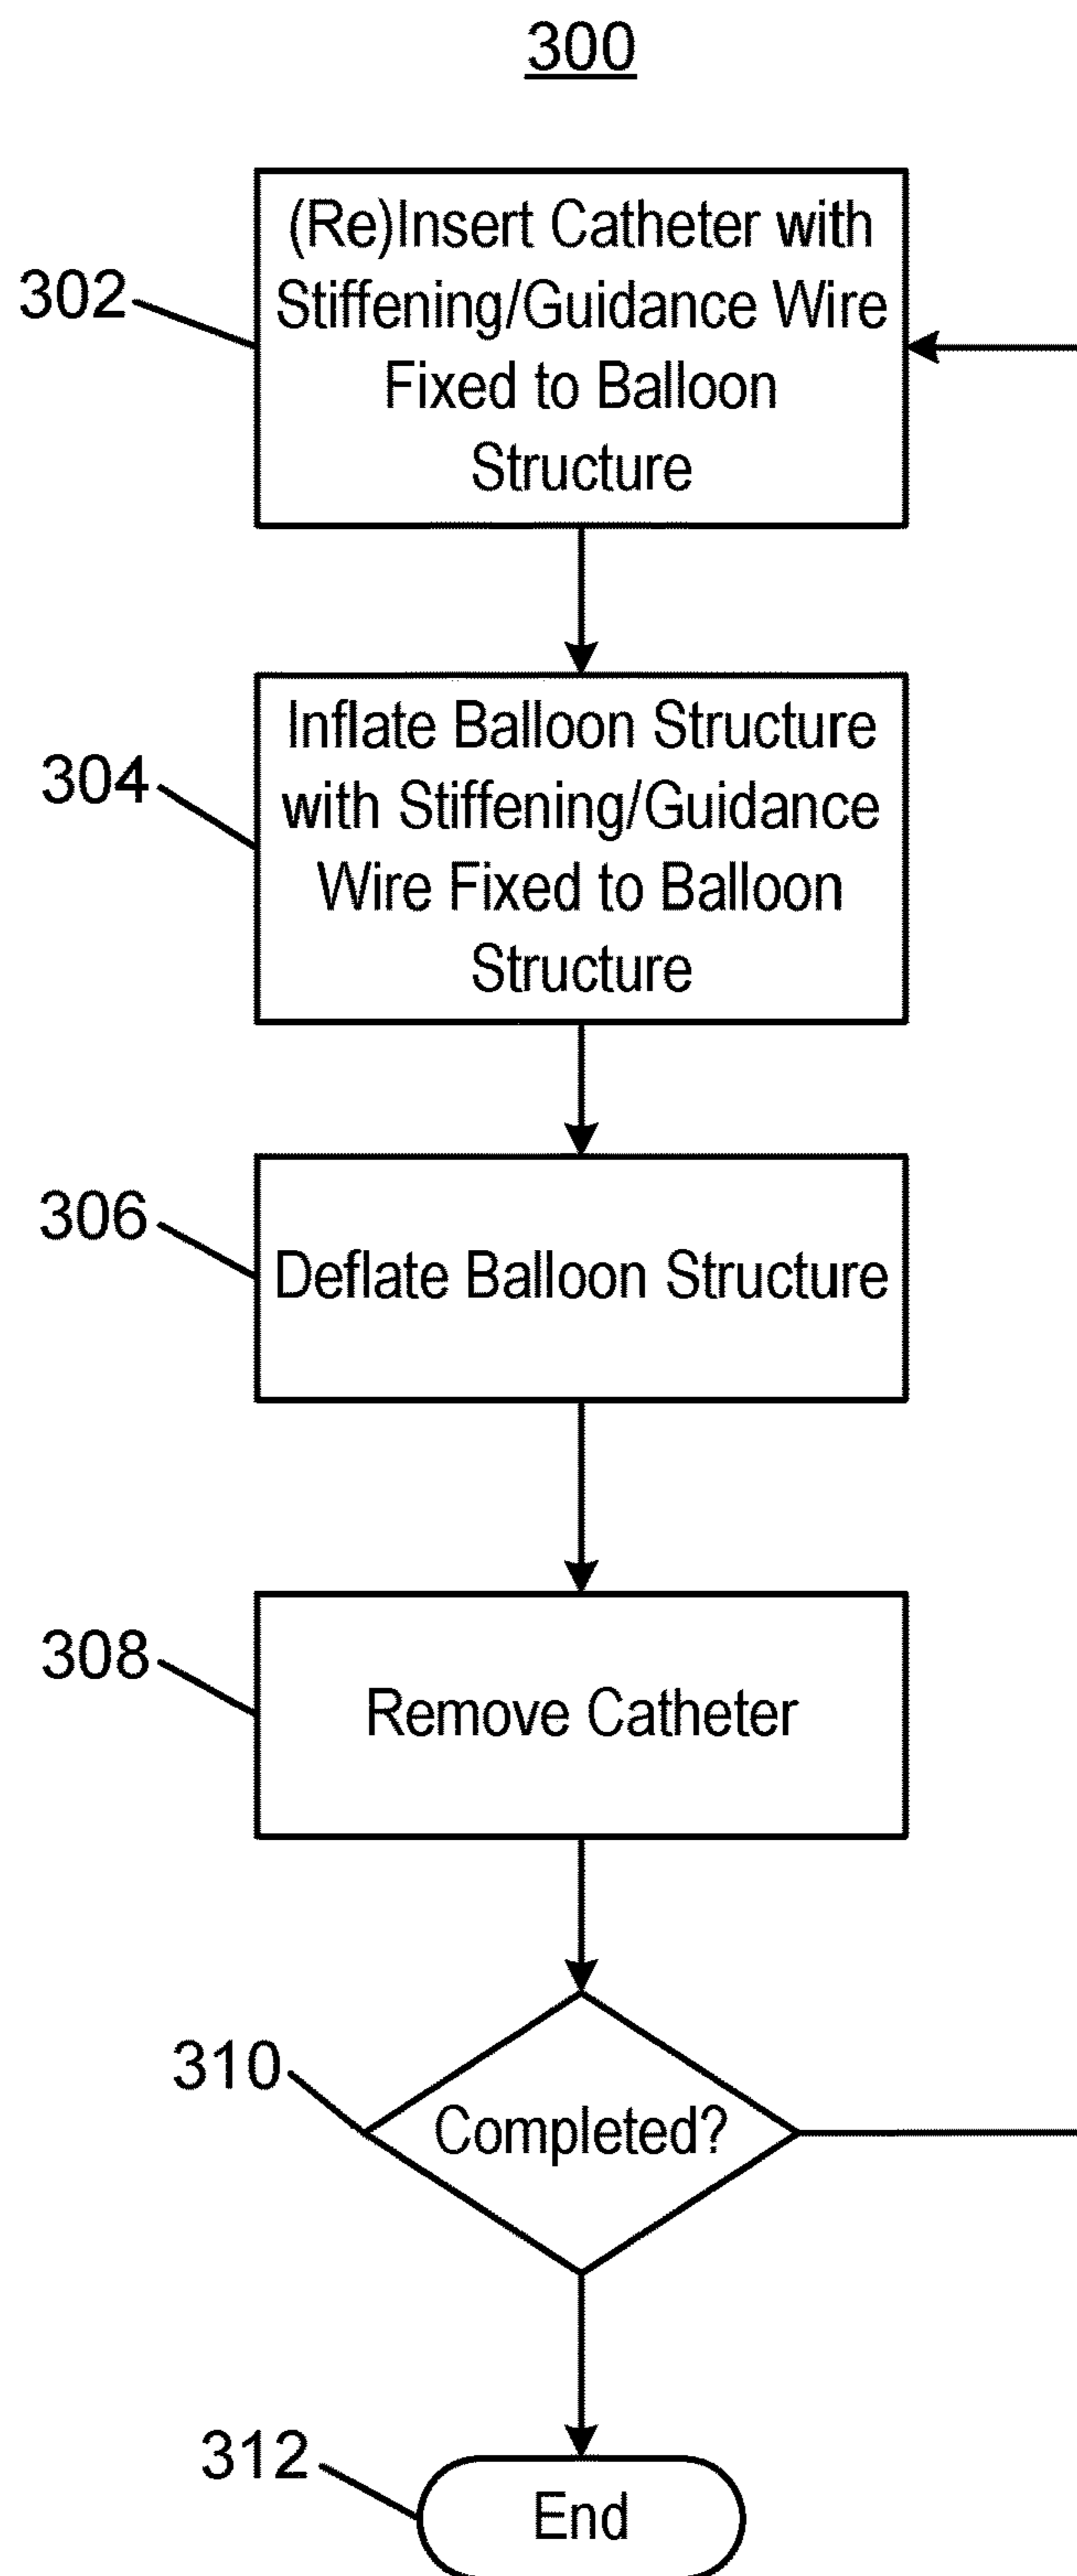 300
302
(Re)Insert Catheter with
Stiffening/Guidance Wire
Fixed to Balloon
Structure
304
Inflate Balloon Structure
with Stiffening/Guidance
Wire Fixed to Balloon
Structure
306
Deflate Balloon Structure
308
Remove Catheter
310
Completed?
312
End